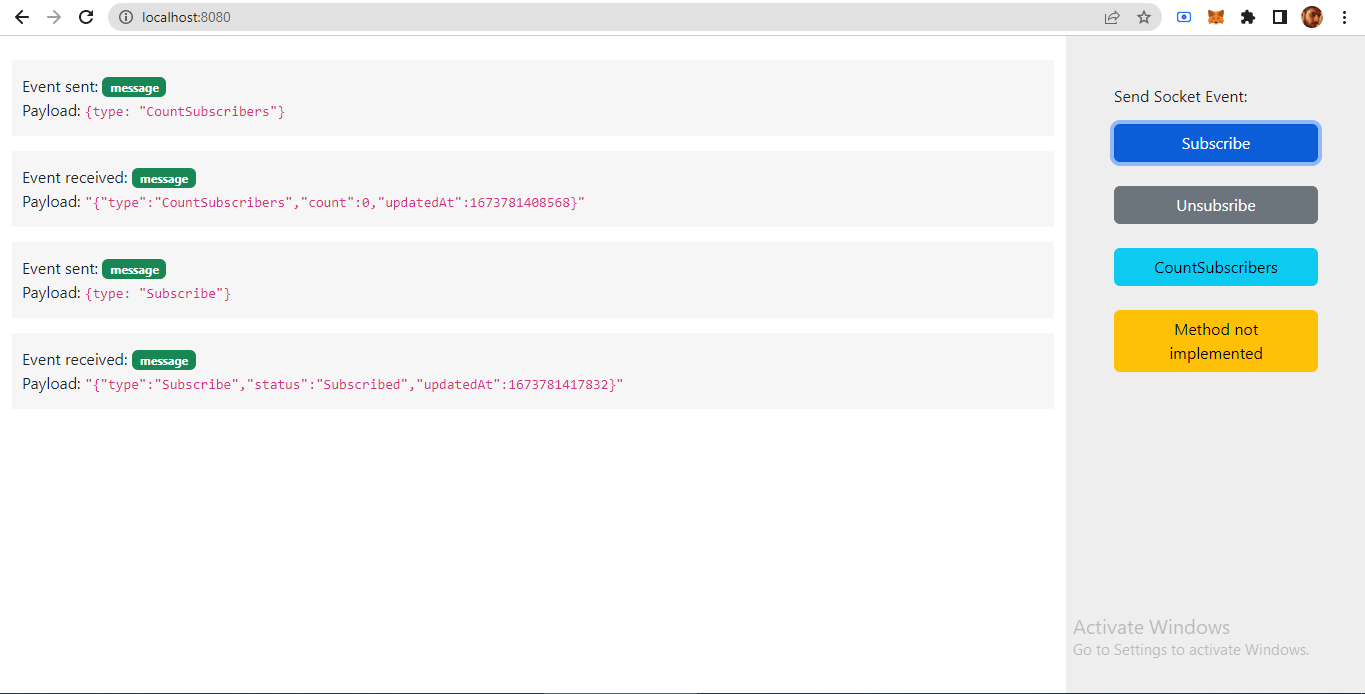 localhost:8080
Event sent: message
Payload: {type: "CountSubscribers"}
Event received: message
Payload: "{"type":"CountSubscribers","count":0,"updatedAt":1673781408568}"
Event sent: message
Payload: {type: "Subscribe"}
Event received: message
Payload: "{"type":"Subscribe","status":"Subscribed","updatedAt":1673781417832}"
Send Socket Event:
Subscribe
Unsubsribe
CountSubscribers
Method not
implemented
Activate Windows
Go to Settings to activate Windows.